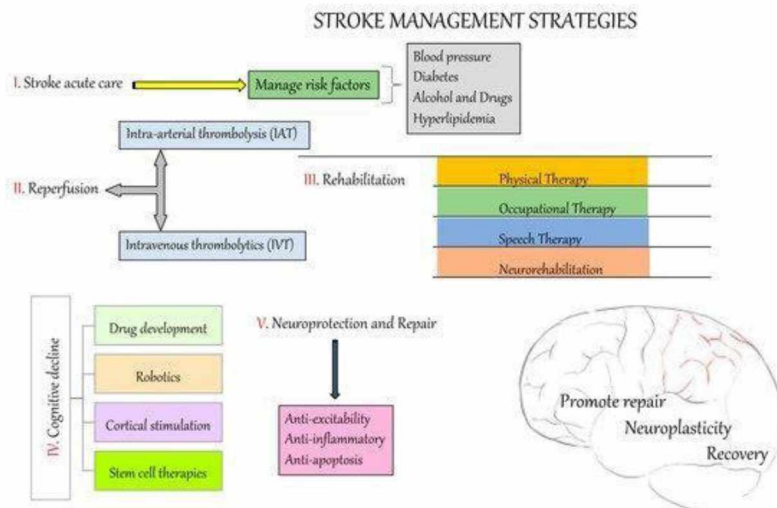 STROKE MANAGEMENT STRATEGIES
I. Stroke acute care
Manage risk factors
Blood pressure
Diabetes
Alcohol and Drugs
Hyperlipidemia
Intra-arterial thrombolysis (IAT)
II. Reperfusion
Intravenous thrombolytics (IVT)
III. Rehabilitation
Physical Therapy
Occupational Therapy
Speech Therapy
Neurorehabilitation
IV. Cognitive decline
Drug development
Robotics
Cortical stimulation
Stem cell therapies
V. Neuroprotection and Repair
Anti-excitability
Anti-inflammatory
Anti-apoptosis
Promote repair
Neuroplasticity
Recovery